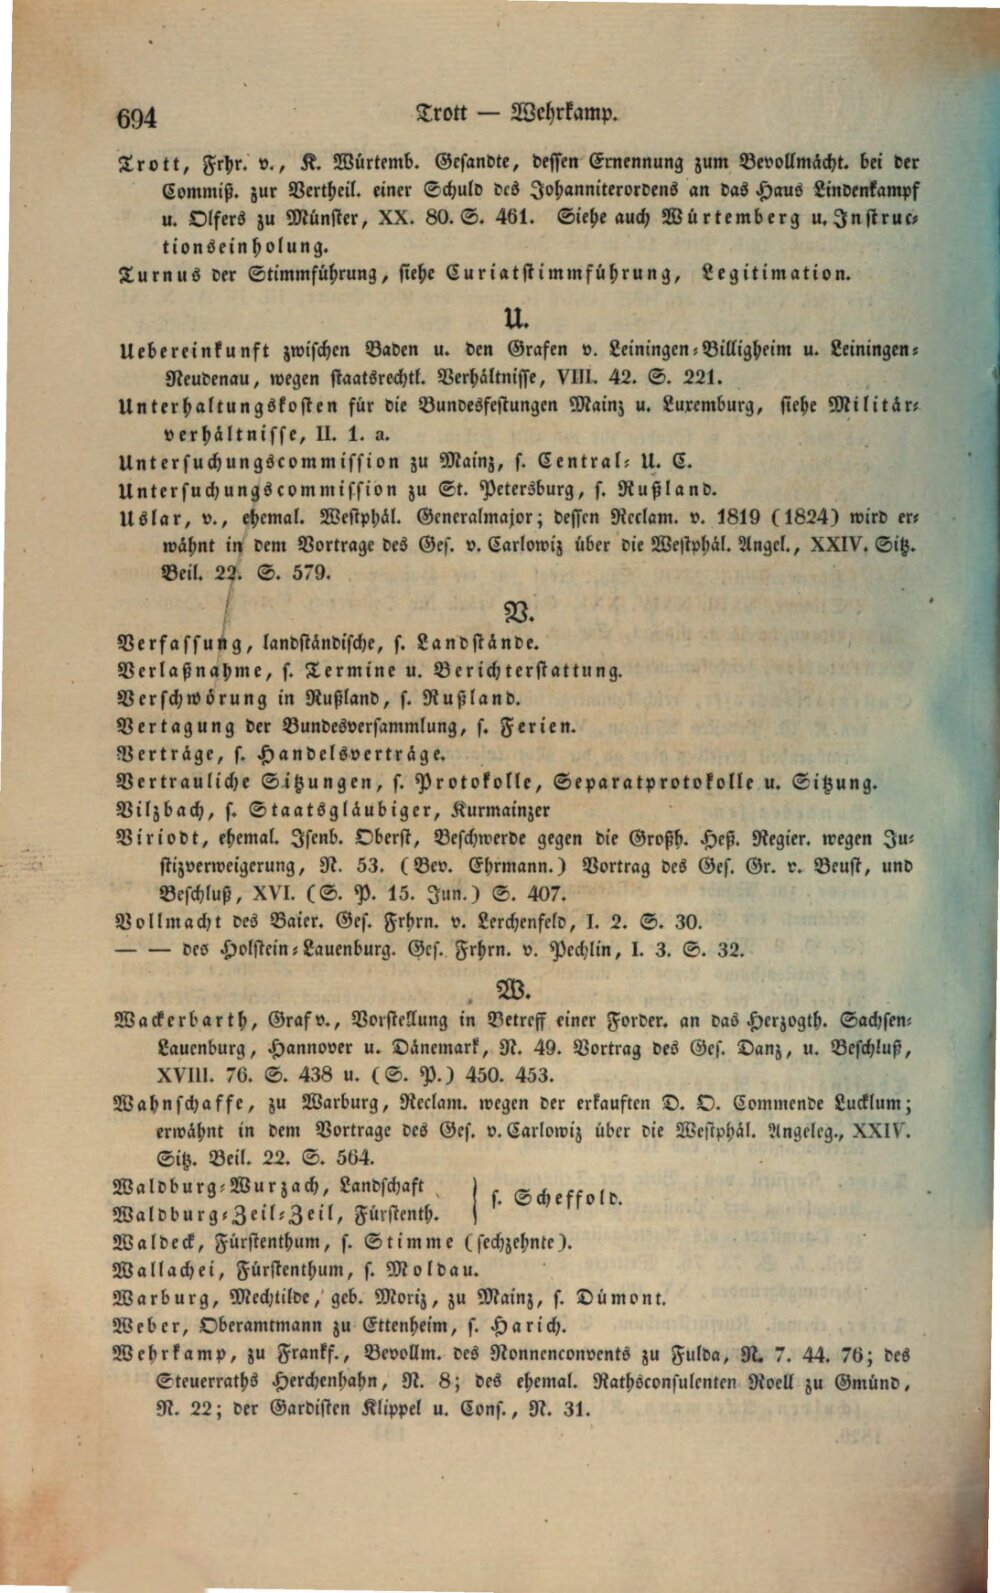 694
Trott — Wehrkamp.
Trott, Frhr. v., K. Würtemb. Gesandte, dessen Ernennung zum Bevollmächt. bei der
Commiß. zur Vertheil. einer Schuld des Johanniterordens an das Haus Lindenkampf
u. Olfers zu Münster, XX. 80. S. 461. Siehe auch Würtemberg u. Instruc-
tionseinholung.
Turnus der Stimmführung, siehe Curiatstimmführung, Legitimation.
U.
Uebereinkunft zwischen Baden u. den Grafen v. Leiningen-Billigheim u. Leiningen-
Neudenau, wegen staatsrechtl. Verhältnisse, VIII. 42. S. 221.
Unterhaltungskosten für die Bundesfestungen Mainz u. Luxemburg, siehe Militär-
verhältnisse, II. 1. a.
Untersuchungscommission zu Mainz, s. Central- U. C.
Untersuchungscommission zu St. Petersburg, s. Rußland.
Uslar, v., ehemal. Westphäl. Generalmajor; dessen Reclam. v. 1819 (1824) wird er-
wähnt in dem Vortrage des Ges. v. Carlowiz über die Westphäl. Angel., XXIV. Sitz.
Beil. 22. S. 579.
V.
Verfassung, landständische, s. Landstände.
Verlaßnahme, s. Termine u. Berichterstattung.
Verschwörung in Rußland, s. Rußland.
Vertagung der Bundesversammlung, s. Ferien.
Verträge, s. Handelsverträge.
Vertrauliche Sitzungen, s. Protokolle, Separatprotokolle u. Sitzung.
Vilzbach, s. Staatsgläubiger, Kurmainzer
Viriodt, ehemal. Isenb. Oberst, Beschwerde gegen die Großh. Heß. Regier. wegen Ju-
stizverweigerung, N. 53. (Bev. Ehrmann.) Vortrag des Ges. Gr. v. Beust, und
Beschluß, XVI. (S. P. 15. Jun.) S. 407.
Vollmacht des Baier. Ges. Frhrn. v. Lerchenfeld, I. 2. S. 30.
— — des Holstein-Lauenburg. Ges. Frhrn. v. Pechlin, I. 3. S. 32.
W.
Wackerbarth, Graf v., Vorstellung in Betreff einer Forder. an das Herzogth. Sachsen-
Lauenburg, Hannover u. Dänemark, N. 49. Vortrag des Ges. Danz, u. Beschluß,
XVIII. 76. S. 438 u. (S. P.) 450. 453.
Wahnschaffe, zu Warburg, Reclam. wegen der erkauften D. O. Commende Lucklum;
erwähnt in dem Vortrage des Ges. v. Carlowiz über die Westphäl. Angeleg., XXIV.
Sitz. Beil. 22. S. 564.
Waldburg-Wurzach, Landschaft
Waldburg-Zeil-Zeil, Fürstenth. } s. Scheffold.
Waldeck, Fürstenthum, s. Stimme (sechzehnte).
Wallachei, Fürstenthum, s. Moldau.
Warburg, Mechtilde, geb. Moriz, zu Mainz, s. Dümont.
Weber, Oberamtmann zu Ettenheim, s. Harich.
Wehrkamp, zu Frankf., Bevollm. des Nonnenconvents zu Fulda, N. 7. 44. 76; des
Steuerraths Herchenhahn, N. 8; des ehemal. Rathsconsulenten Roell zu Gmünd,
N. 22; der Gardisten Klippel u. Cons., N. 31.